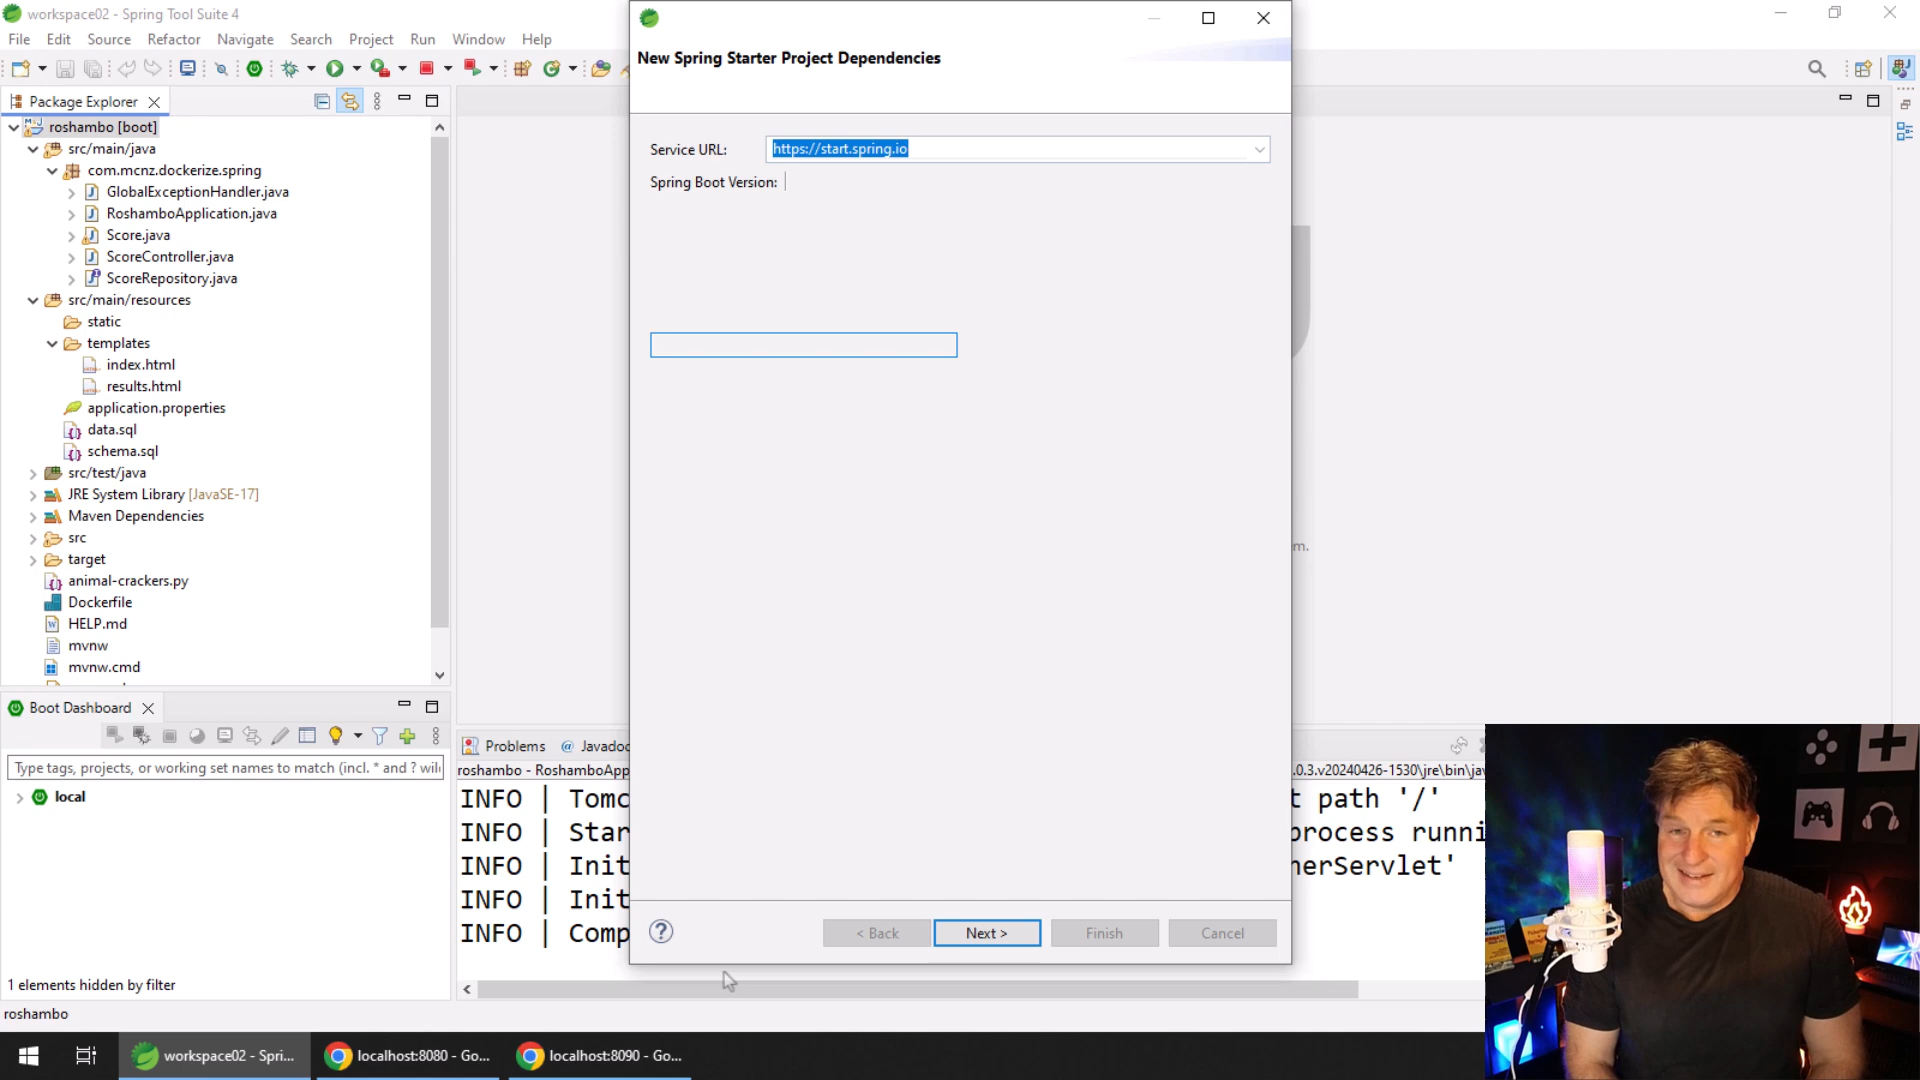 workspace02 - Spring Tool Suite 4
File Edit Source Refactor Navigate Search Project Run Window Help
Package Explorer
roshambo [boot]
src/main/java
com.mcnz.dockerize.spring
GlobalExceptionHandler.java
RoshamboApplication.java
Score.java
ScoreController.java
ScoreRepository.java
src/main/resources
static
templates
index.html
results.html
application.properties
data.sql
schema.sql
src/test/java
JRE System Library [JavaSE-17]
Maven Dependencies
src
target
animal-crackers.py
Dockerfile
HELP.md
mvnw
mvnw.cmd
Boot Dashboard
Type tags, projects, or working set names to match (incl. * and ? wil
local
1 elements hidden by filter
roshambo
New Spring Starter Project Dependencies
Service URL: https://start.spring.io
Spring Boot Version:
m.
? < Back Next > Finish Cancel
Problems @ Javadoc
roshambo - RoshamboApp .0.3.v20240426-1530\jre\bin\jav
INFO | Tomc t path '/'
INFO | Star process runni
INFO | Init herServlet'
INFO | Init
INFO | Comp
workspace02 - Spri... localhost:8080 - Go... localhost:8090 - Go...